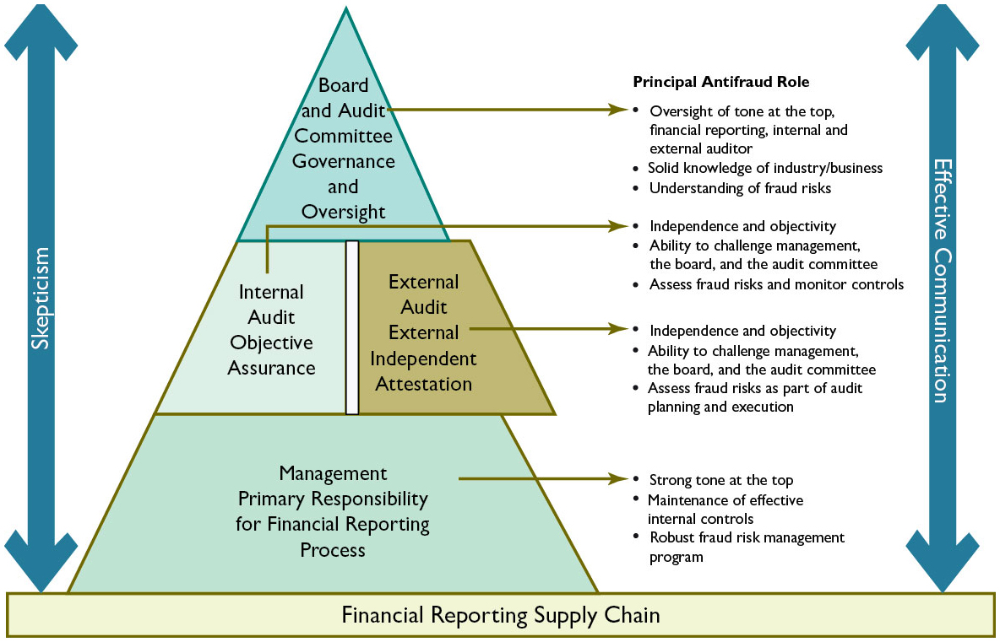 Skepticism
Board
and Audit
Committee
Governance
and
Oversight
Internal
Audit
Objective
Assurance
External
Audit
External
Independent
Attestation
Management
Primary Responsibility
for Financial Reporting
Process
Principal Antifraud Role
• Oversight of tone at the top,
financial reporting, internal and
external auditor
• Solid knowledge of industry/business
• Understanding of fraud risks
• Independence and objectivity
• Ability to challenge management,
the board, and the audit committee
• Assess fraud risks and monitor controls
• Independence and objectivity
• Ability to challenge management,
the board, and the audit committee
• Assess fraud risks as part of audit
planning and execution
• Strong tone at the top
• Maintenance of effective
internal controls
• Robust fraud risk management
program
Effective Communication
Financial Reporting Supply Chain